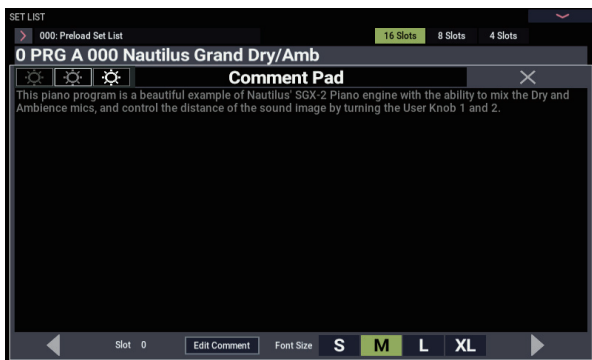 SET LIST
000: Preload Set List
16 Slots
8 Slots
4 Slots
0 PRG A 000 Nautilus Grand Dry/Amb
Comment Pad
This piano program is a beautiful example of Nautilus' SGX-2 Piano engine with the ability to mix the Dry and
Ambience mics, and control the distance of the sound image by turning the User Knob 1 and 2.
Slot 0
Edit Comment
Font Size
S
M
L
XL